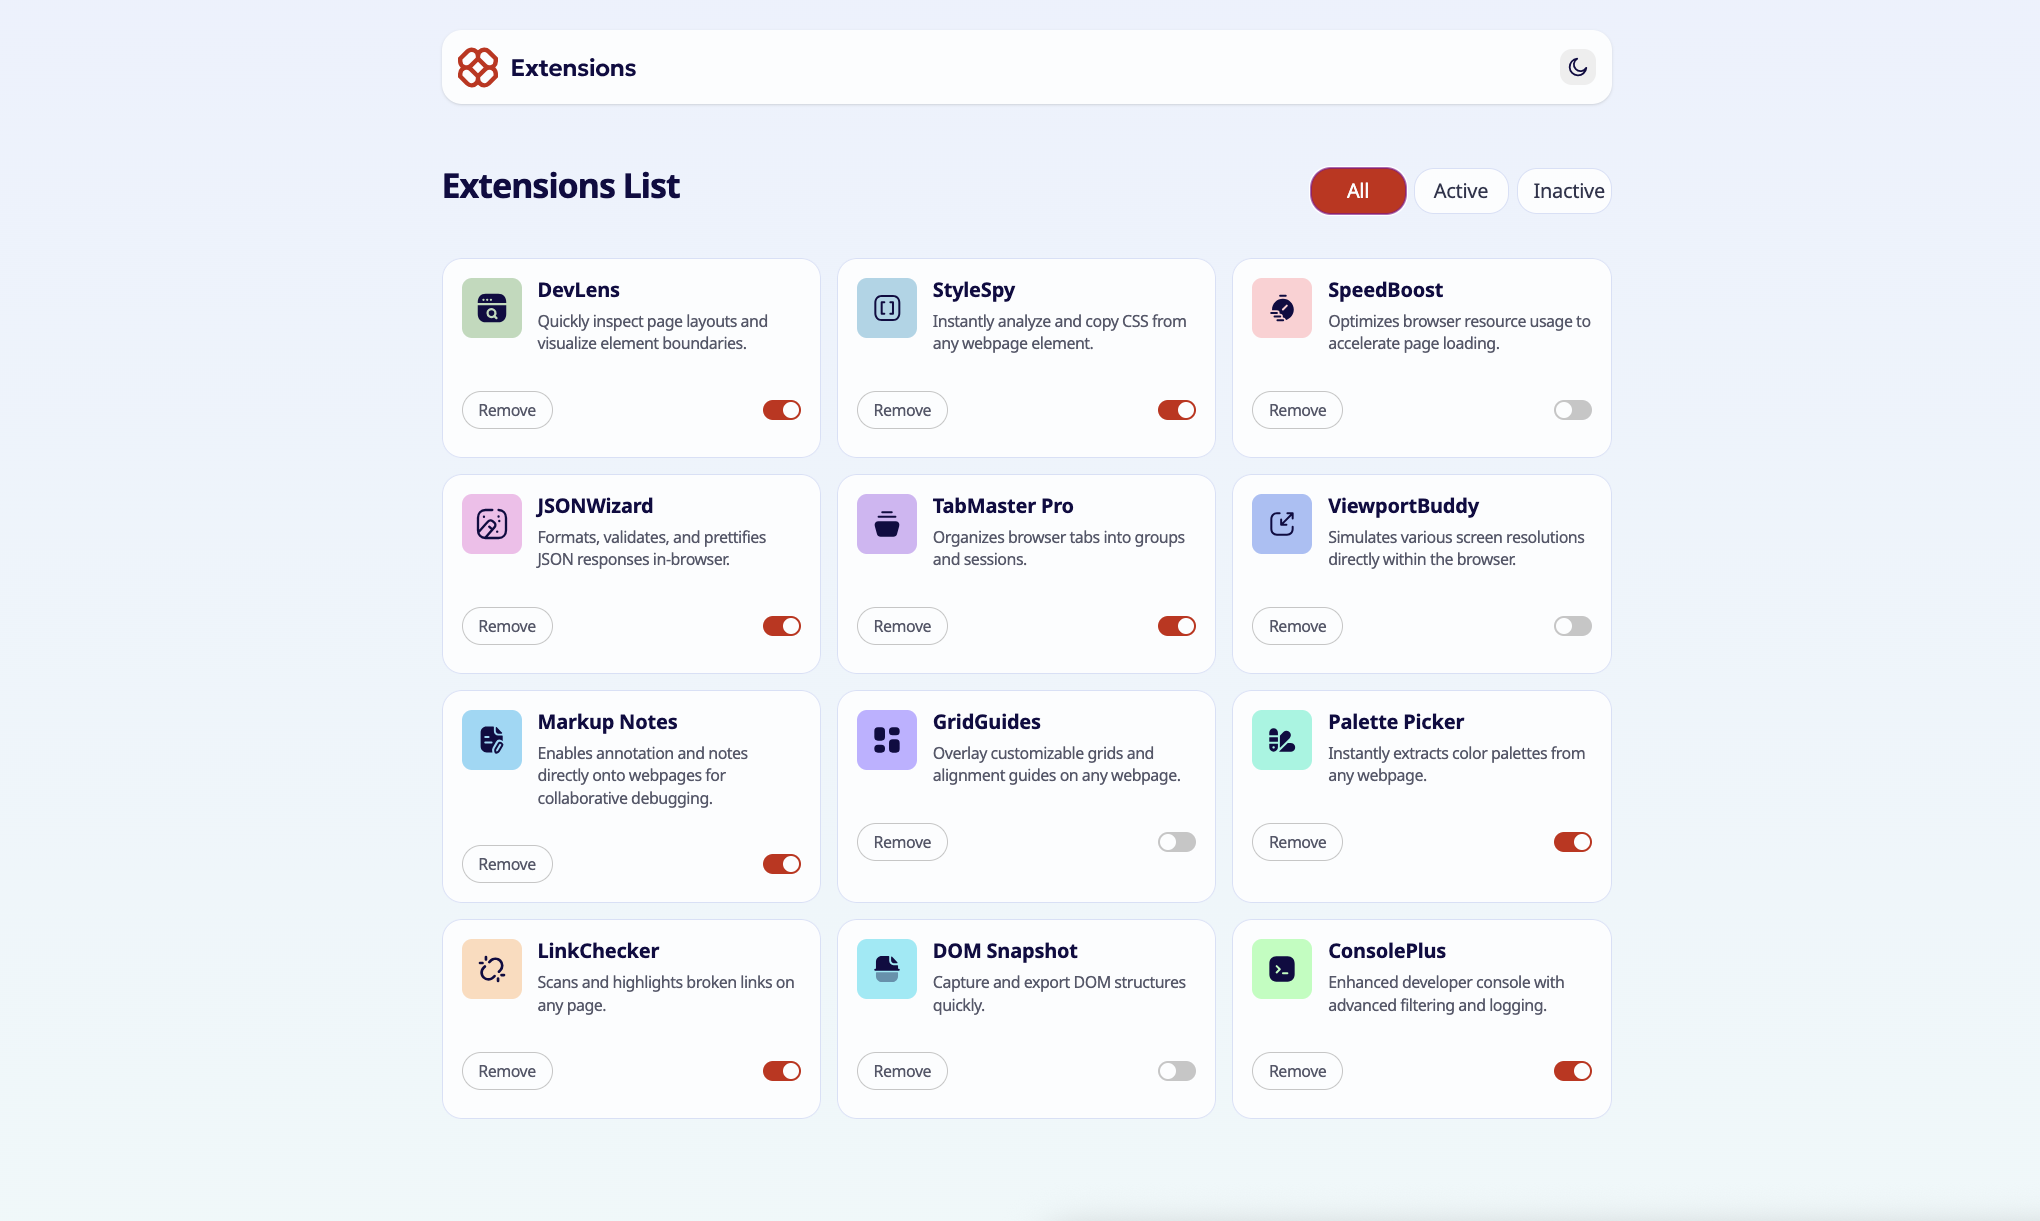 Extensions
Extensions List
All
Active
Inactive
DevLens
Quickly inspect page layouts and
visualize element boundaries.
Remove
StyleSpy
Instantly analyze and copy CSS from
any webpage element.
Remove
SpeedBoost
Optimizes browser resource usage to
accelerate page loading.
Remove
JSONWizard
Formats, validates, and prettifies
JSON responses in-browser.
Remove
TabMaster Pro
Organizes browser tabs into groups
and sessions.
Remove
ViewportBuddy
Simulates various screen resolutions
directly within the browser.
Remove
Markup Notes
Enables annotation and notes
directly onto webpages for
collaborative debugging.
Remove
GridGuides
Overlay customizable grids and
alignment guides on any webpage.
Remove
Palette Picker
Instantly extracts color palettes from
any webpage.
Remove
LinkChecker
Scans and highlights broken links on
any page.
Remove
DOM Snapshot
Capture and export DOM structures
quickly.
Remove
ConsolePlus
Enhanced developer console with
advanced filtering and logging.
Remove